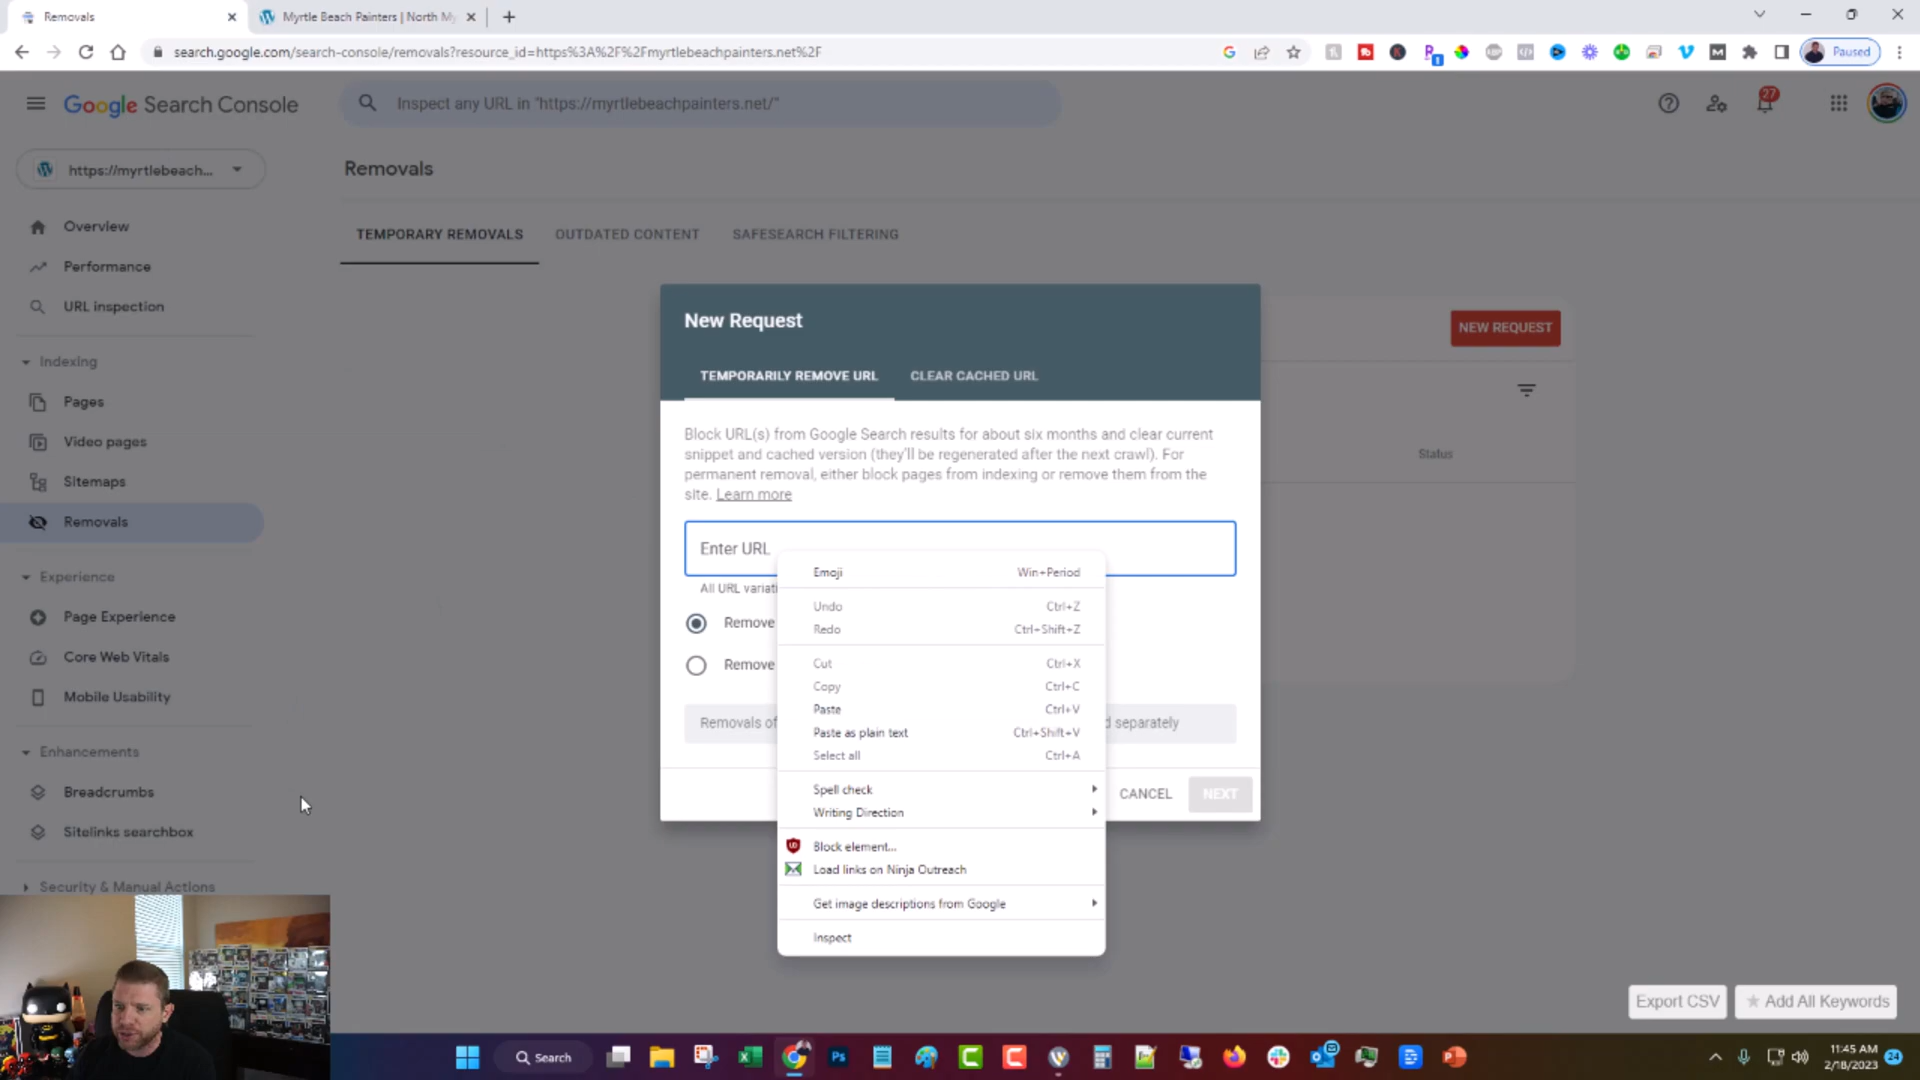 Removals
Myrtle Beach Painters | North My
search.google.com/search-console/removals?resource_id=https%3A%2F%2Fmyrtlebeachpainters.net%2F
Paused
Google Search Console
Inspect any URL in "https://myrtlebeachpainters.net/"
27
https://myrtlebeach...
Removals
Overview
TEMPORARY REMOVALS
OUTDATED CONTENT
SAFESEARCH FILTERING
Performance
URL inspection
New Request
NEW REQUEST
Indexing
TEMPORARILY REMOVE URL
CLEAR CACHED URL
Pages
Block URL(s) from Google Search results for about six months and clear current
snippet and cached version (they'll be regenerated after the next crawl). For
permanent removal, either block pages from indexing or remove them from the
site. Learn more
Status
Video pages
Sitemaps
Removals
Enter URL
Emoji Win+Period
Experience
All URL variati
Undo Ctrl+Z
Page Experience
Remove
Redo Ctrl+Shift+Z
Core Web Vitals
Remove
Cut Ctrl+X
Copy Ctrl+C
Mobile Usability
Paste Ctrl+V
Removals of
d separately
Paste as plain text Ctrl+Shift+V
Enhancements
Select all Ctrl+A
Breadcrumbs
Spell check
CANCEL
NEXT
Writing Direction
Sitelinks searchbox
Block element...
Load links on Ninja Outreach
Security & Manual Actions
Get image descriptions from Google
Inspect
Export CSV
Add All Keywords
Search
11:45 AM
2/18/2023
24